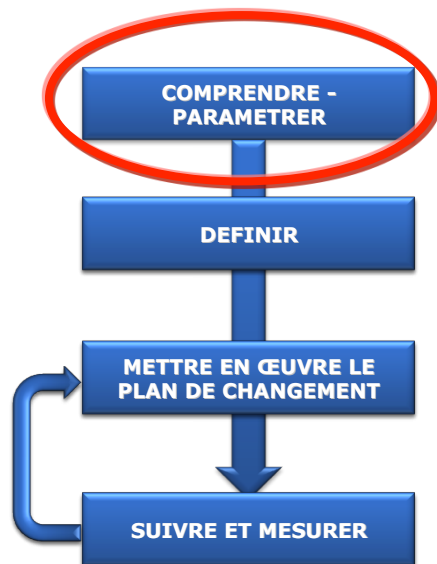 COMPRENDRE -
PARAMETRER
DEFINIR
METTRE EN ŒUVRE LE
PLAN DE CHANGEMENT
SUIVRE ET MESURER